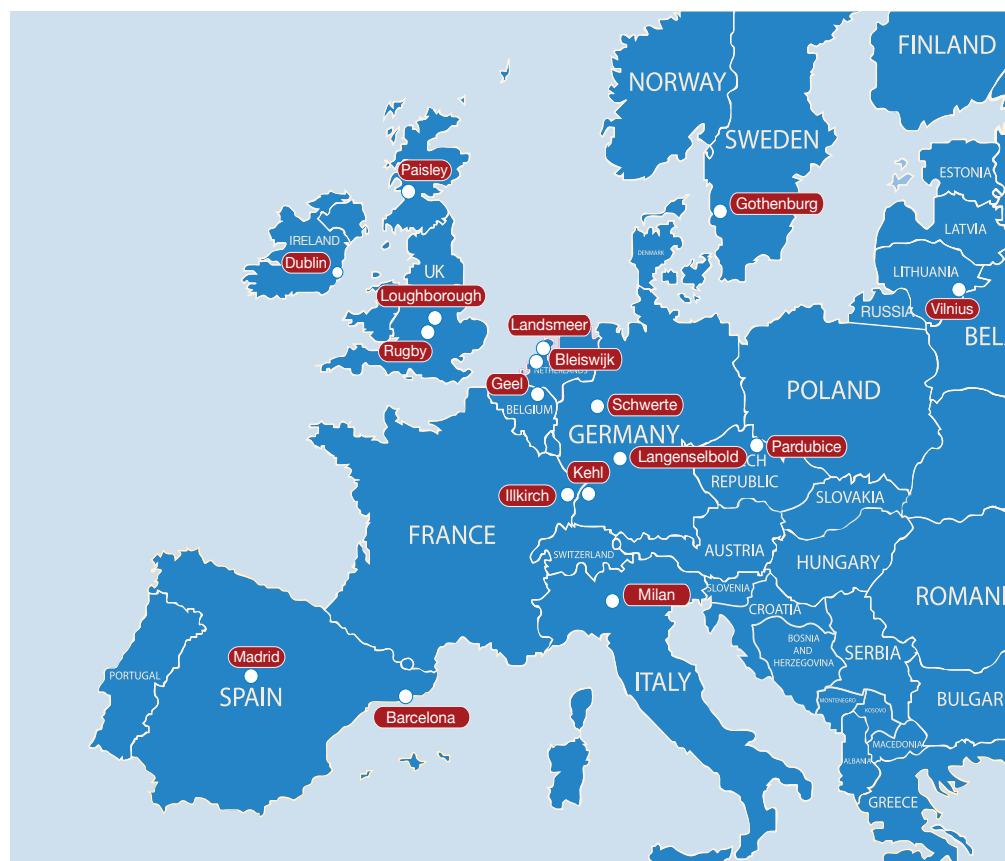 FINLAND
NORWAY
SWEDEN
Paisley
ESTONIA
Gothenburg
LATVIA
IRELAND
DENMARK
Dublin
UK
LITHUANIA
Loughborough
Vilnius
RUSSIA
Landsmeer
BEL
Rugby
Bleiswijk
NETHERLANDS
Geel
POLAND
BELGIUM
Schwerte
GERMANY
Pardubice
Langenselbold
CH
REPUBLIC
Kehl
Illkirch
SLOVAKIA
FRANCE
AUSTRIA
SWITZERLAND
HUNGARY
SLOVENIA
Milan
ROMAN
CROATIA
BOSNIA
AND
HERZEGOVINA
Madrid
SERBIA
PORTUGAL
ITALY
SPAIN
BULGAR
MONTENEGRO
KOSOVO
Barcelona
MACEDONIA
ALBANIA
GREECE